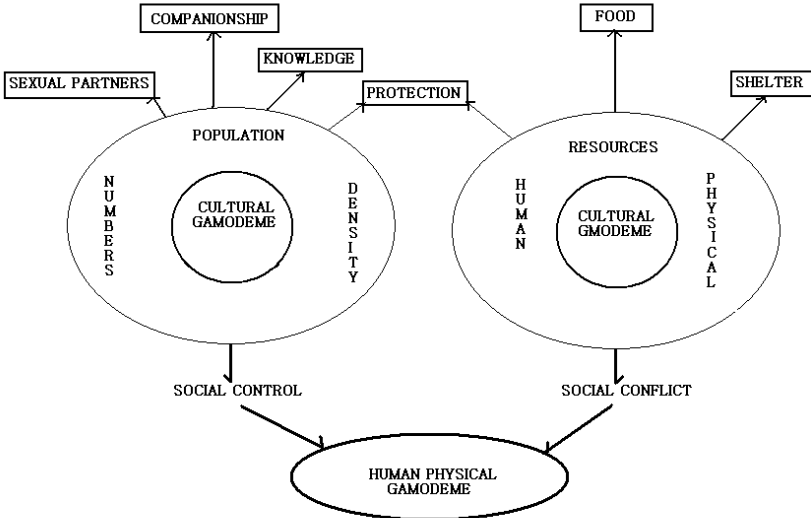 COMPANIONSHIP
FOOD
KNOWLEDGE
SEXUAL PARTNERS
PROTECTION
SHELTER
POPULATION
NUMBERS
CULTURAL
GAMODEME
DENSITY
RESOURCES
HUMAN
CULTURAL
GMODEME
PHYSICAL
SOCIAL CONTROL
SOCIAL CONFLICT
HUMAN PHYSICAL
GAMODEME